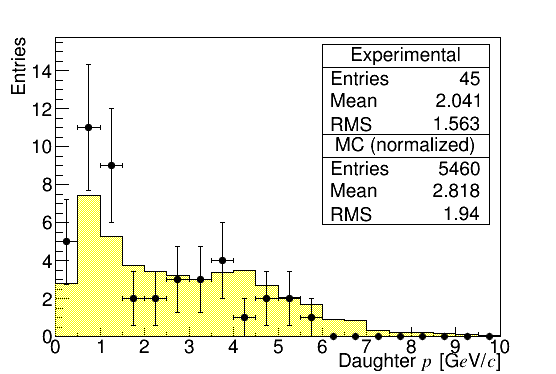 Entries
14
12
10
8
6
4
2
0
Experimental
Entries 45
Mean 2.041
RMS 1.563
MC (normalized)
Entries 5460
Mean 2.818
RMS 1.94
0 1 2 3 4 5 6 7 8 9 10
Daughter p [GeV/c]